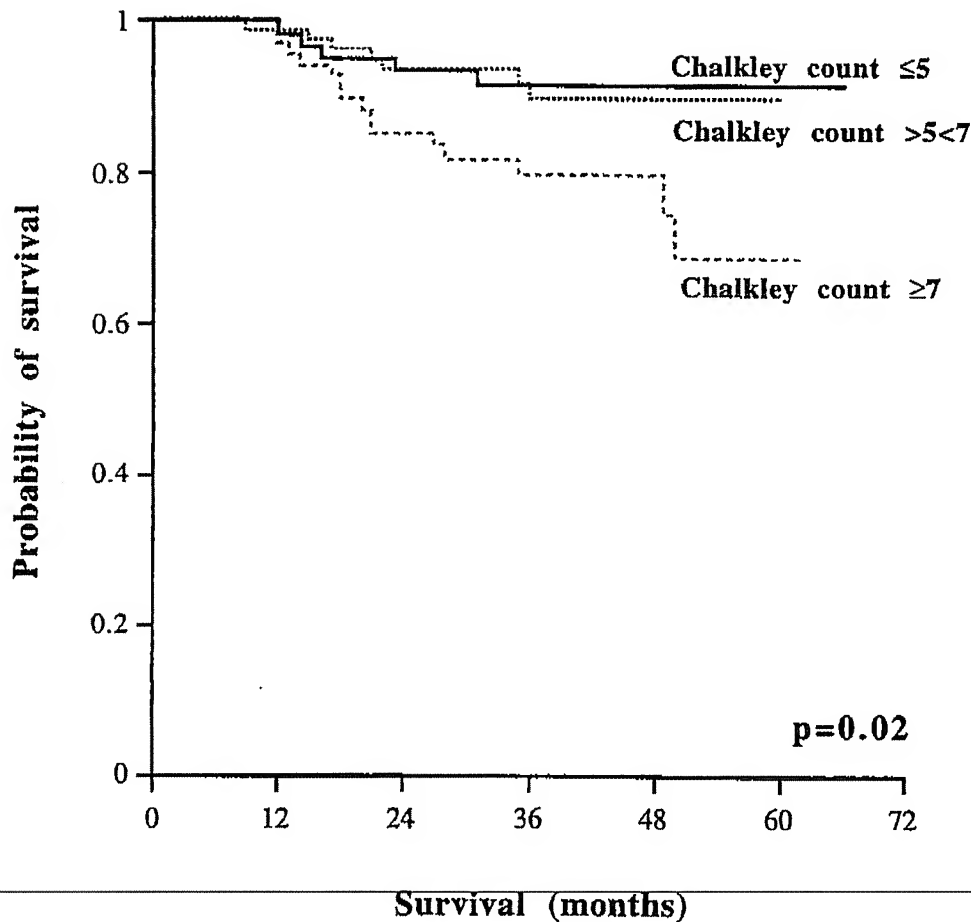 1
Chalkley count ≤5
Chalkley count >5<7
0.8
Chalkley count ≥7
0.6
0.4
0.2
p=0.02
0
0 12 24 36 48 60 72
Probability of survival
Survival (months)